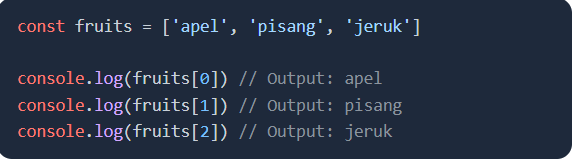 const fruits = ['apel', 'pisang', 'jeruk']
console.log(fruits[0]) // Output: apel
console.log(fruits[1]) // Output: pisang
console.log(fruits[2]) // Output: jeruk